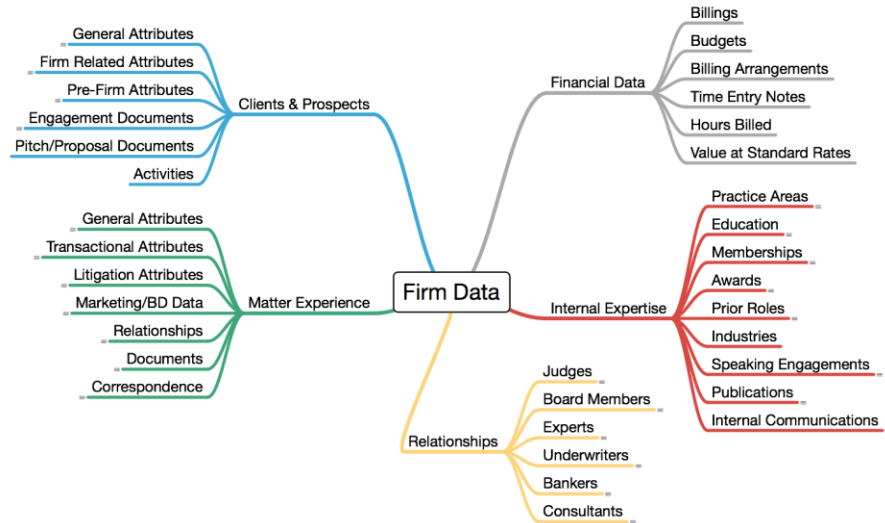 Firm Data
Clients & Prospects
General Attributes
Firm Related Attributes
Pre-Firm Attributes
Engagement Documents
Pitch/Proposal Documents
Activities
Matter Experience
General Attributes
Transactional Attributes
Litigation Attributes
Marketing/BD Data
Relationships
Documents
Correspondence
Financial Data
Billings
Budgets
Billing Arrangements
Time Entry Notes
Hours Billed
Value at Standard Rates
Internal Expertise
Practice Areas
Education
Memberships
Awards
Prior Roles
Industries
Speaking Engagements
Publications
Internal Communications
Relationships
Judges
Board Members
Experts
Underwriters
Bankers
Consultants